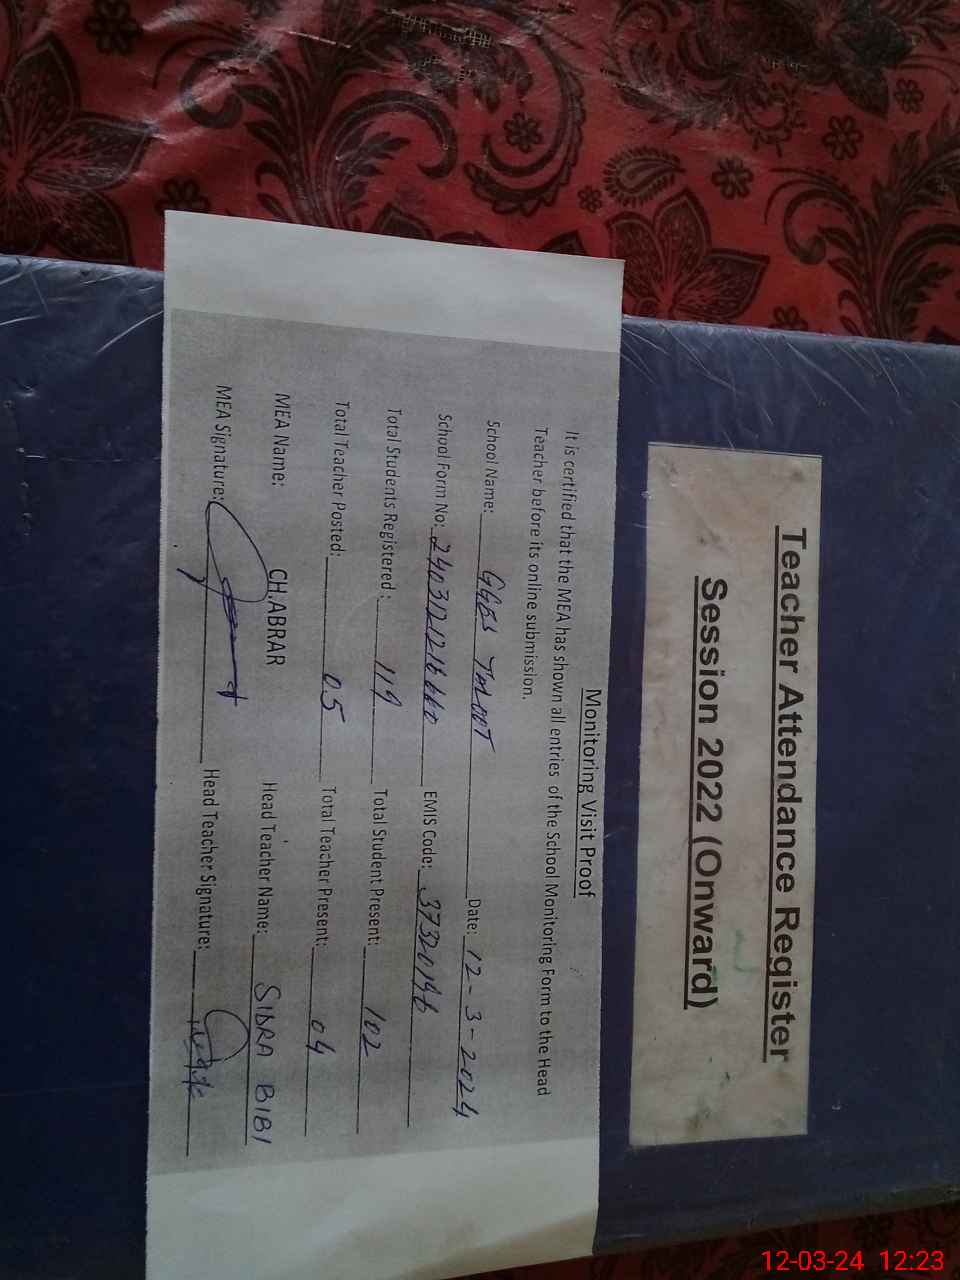 Teacher Attendance Register
Session 2022 (Onward)
Monitoring Visit Proof
It is certified that the MEA has shown all entries of the School Monitoring Form to the Head
Teacher before its online submission.
School Name: GGES Date: 12-3-2024
School Form No: EMIS Code: 37320196
Total Students Registered : 119 Total Student Present: 102
Total Teacher Posted: 05 Total Teacher Present: 04
MEA Name: CH.ABRAR Head Teacher Name: SIDRA BIBI
MEA Signature: Head Teacher Signature:
12-03-24 12:23